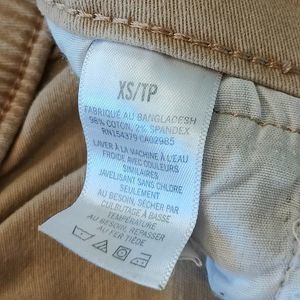 XS/TP
FABRIQUÉ AU BANGLADESH
98% COTON, 2% SPANDEX
RN154379 CA02985
LAVER À LA MACHINE À L'EAU
FROIDE AVEC COULEURS
SIMILAIRES
JAVELISANT SANS CHLORE
SEULEMENT
AU BESOIN, SÉCHER PAR
CULBUTAGE À BASSE
TEMPÉRATURE
AU BESOIN, REPASSER
AU FER TIÈDE